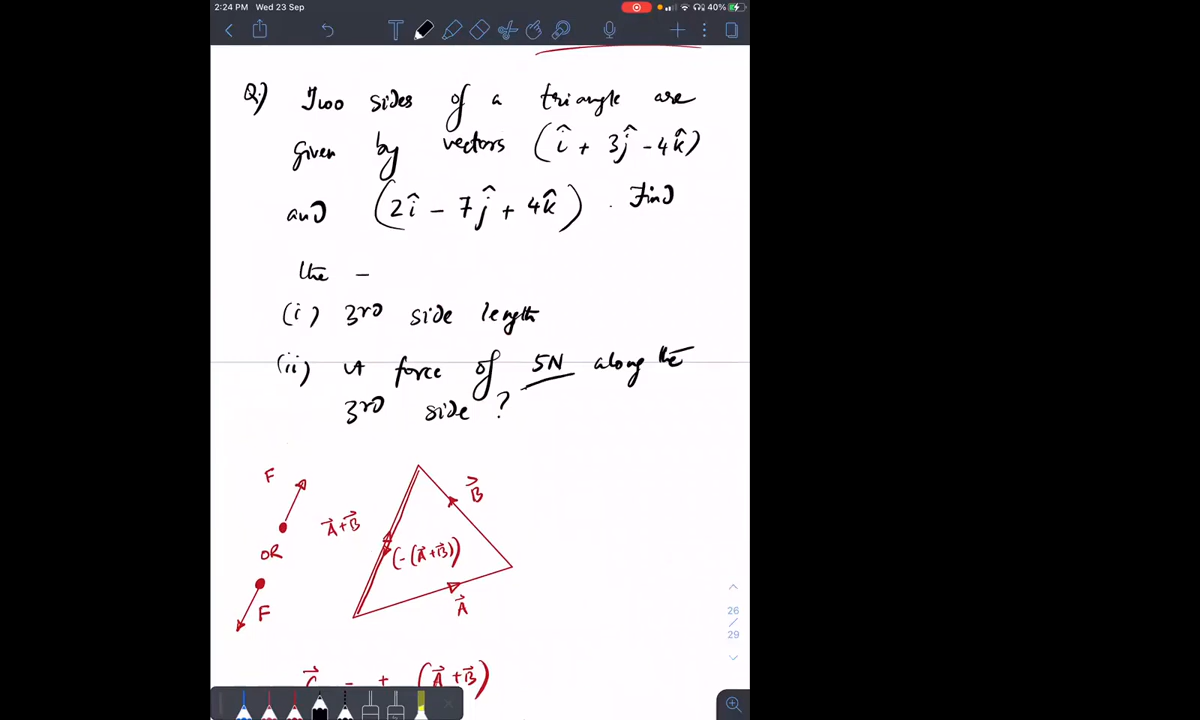 2:24 PM Wed 23 Sep 40%
T
Q.) Two sides of a triangle are
given by vectors (î + 3ĵ - 4k̂)
and (2î - 7ĵ + 4k̂) . Find
the -
(i) 3rd side length
(ii) A force of 5N along the
3rd side ?
F
B⃗
A⃗+B⃗
OR
(-(A⃗+B⃗))
F
A⃗
26
/
29
± (A⃗+B⃗)